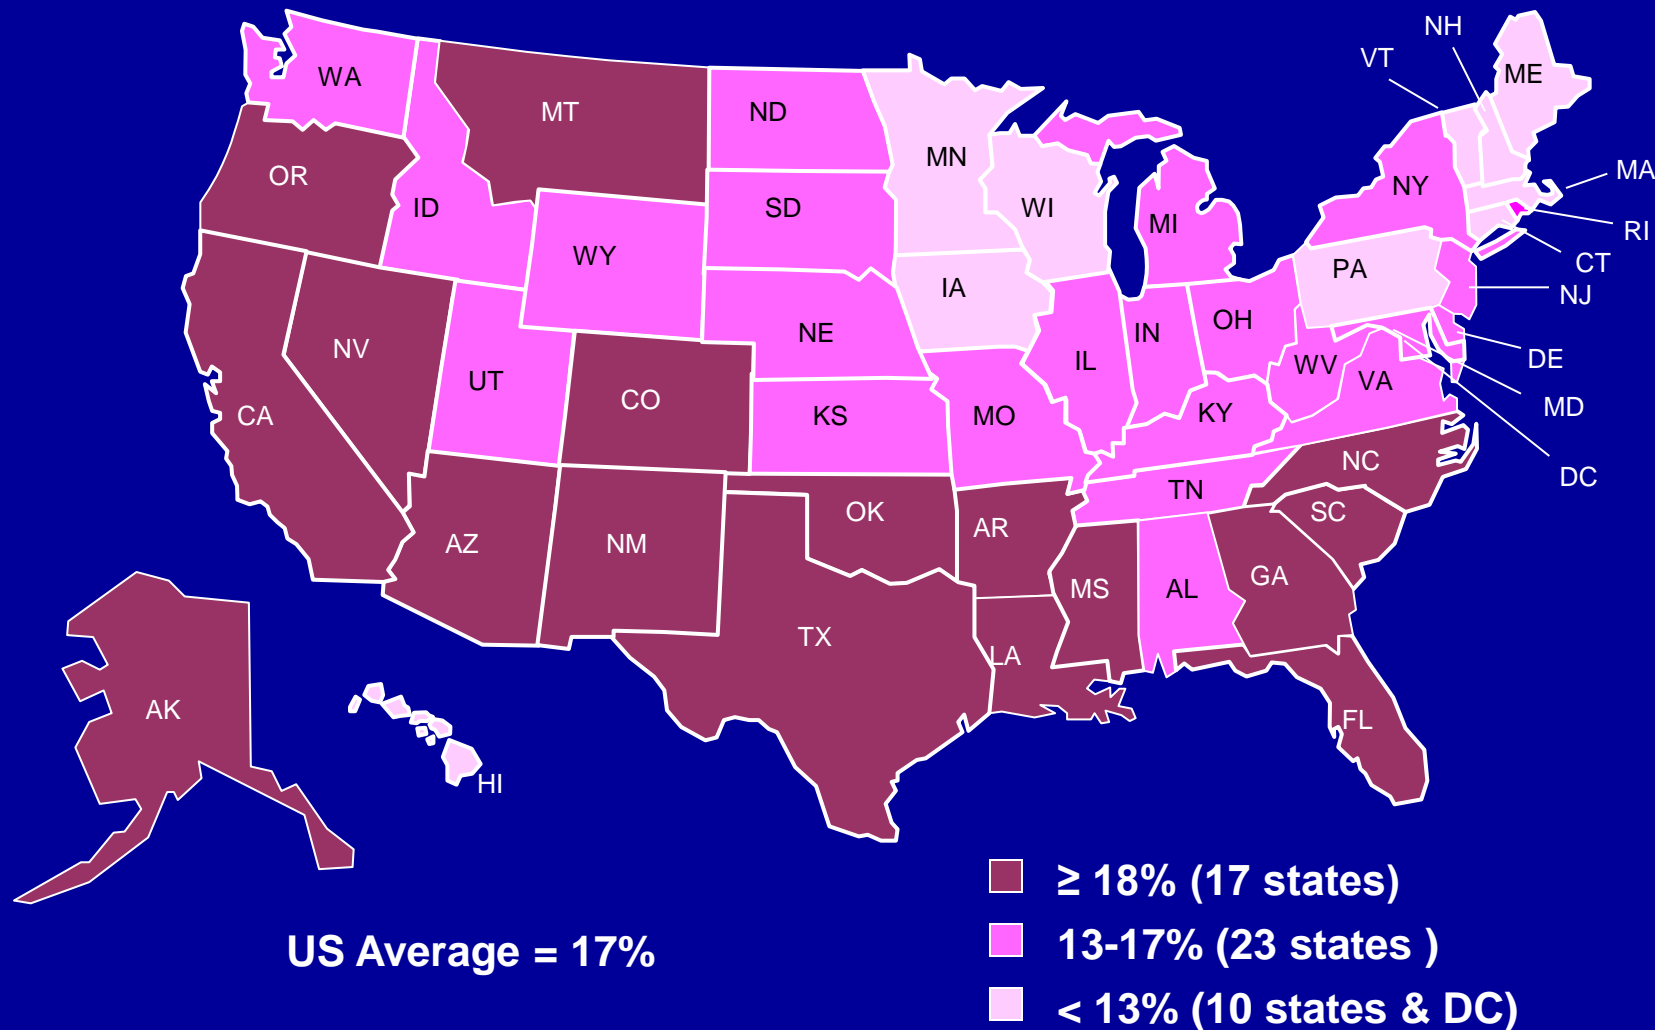 NH
VT
ME
WA
MT
ND
MN
OR
MA
NY
ID
SD
WI
MI
RI
WY
CT
PA
IA
NJ
NE
OH
IN
NV
IL
DE
WV
UT
VA
CO
MD
CA
KS
MO
KY
NC
DC
TN
OK
SC
AR
AZ
NM
GA
MS
AL
TX
LA
AK
FL
HI
≥ 18% (17 states)
US Average = 17%
13-17% (23 states )
< 13% (10 states & DC)